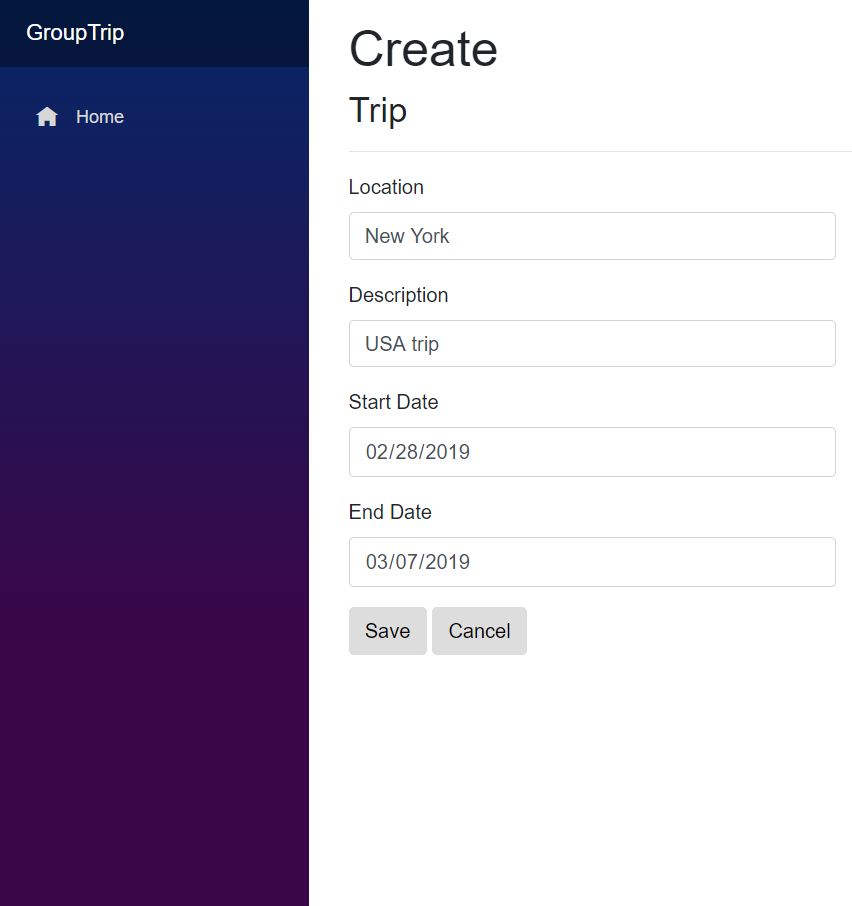 GroupTrip
Home
Create
Trip
Location
New York
Description
USA trip
Start Date
02/28/2019
End Date
03/07/2019
Save Cancel